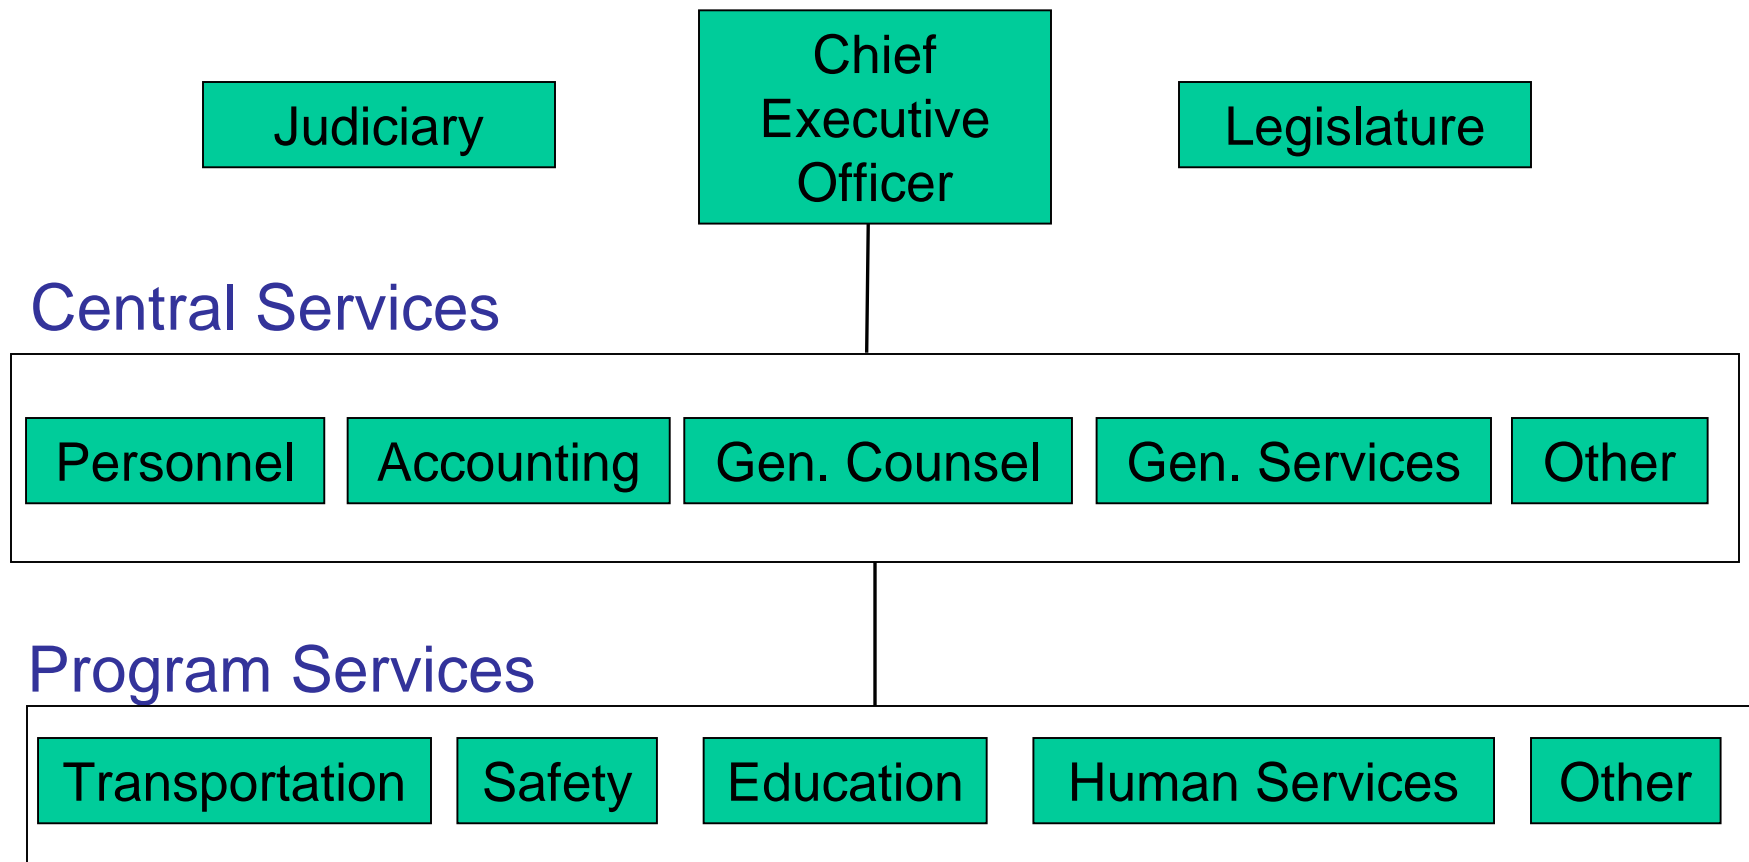 Chief
Executive
Officer
Judiciary
Legislature
Central Services
Personnel
Accounting
Gen. Counsel
Gen. Services
Other
Program Services
Transportation
Safety
Education
Human Services
Other